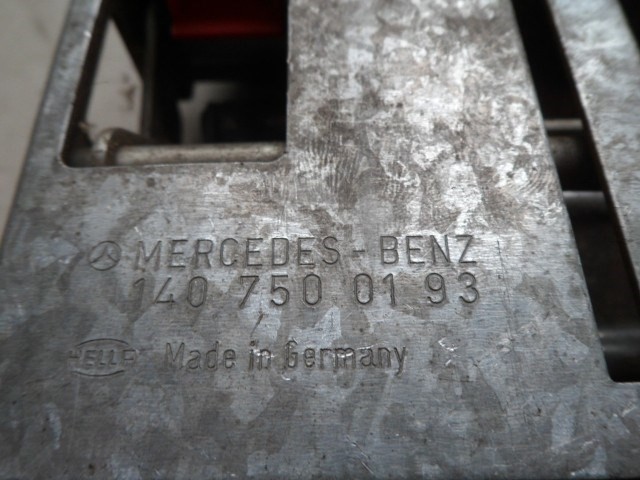 MERCEDES-BENZ
140 750 01 93
HELLA Made in Germany